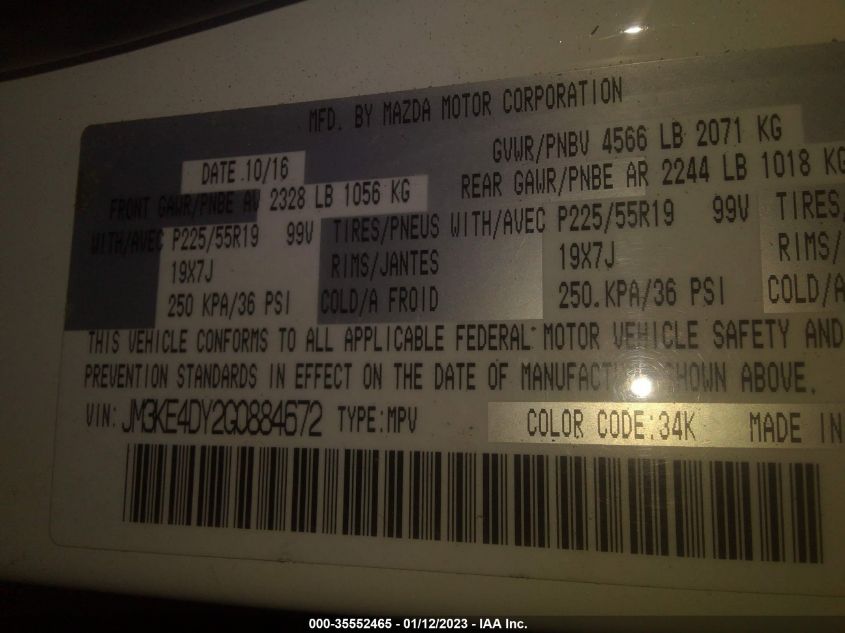 MFD. BY MAZDA MOTOR CORPORATION
DATE 10/16 GVWR/PNBV 4566 LB 2071 KG
FRONT GAWR/PNBE AV 2328 LB 1056 KG REAR GAWR/PNBE AR 2244 LB 1018 KG
WITH/AVEC P225/55R19 99V TIRES/PNEUS WITH/AVEC P225/55R19 99V TIRES/
19X7J RIMS/JANTES 19X7J RIMS/
250 KPA/36 PSI COLD/A FROID 250.KPA/36 PSI COLD/A
THIS VEHICLE CONFORMS TO ALL APPLICABLE FEDERAL MOTOR VEHICLE SAFETY AND
PREVENTION STANDARDS IN EFFECT ON THE DATE OF MANUFACT SHOWN ABOVE.
VIN: JM3KE4DY2G0884672 TYPE:MPV COLOR CODE:34K MADE IN
000-35552465 - 01/12/2023 - IAA Inc.